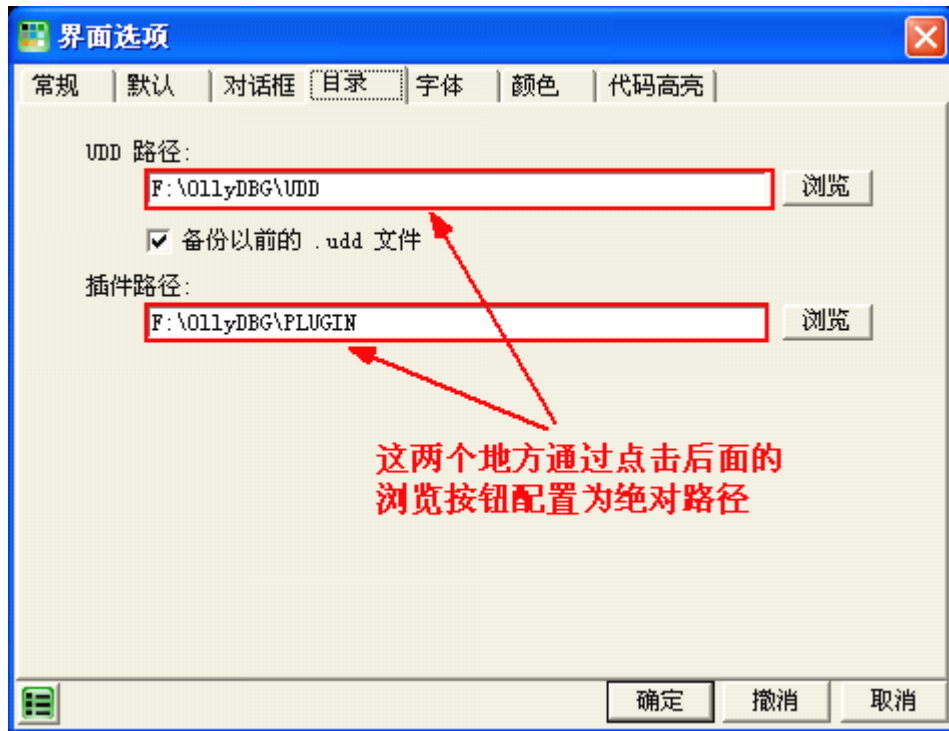 界面选项
常规 默认 对话框 目录 字体 颜色 代码高亮
UDD 路径:
F:\OllyDBG\UDD 浏览
备份以前的 .udd 文件
插件路径:
F:\OllyDBG\PLUGIN 浏览
这两个地方通过点击后面的
浏览按钮配置为绝对路径
确定 撤消 取消